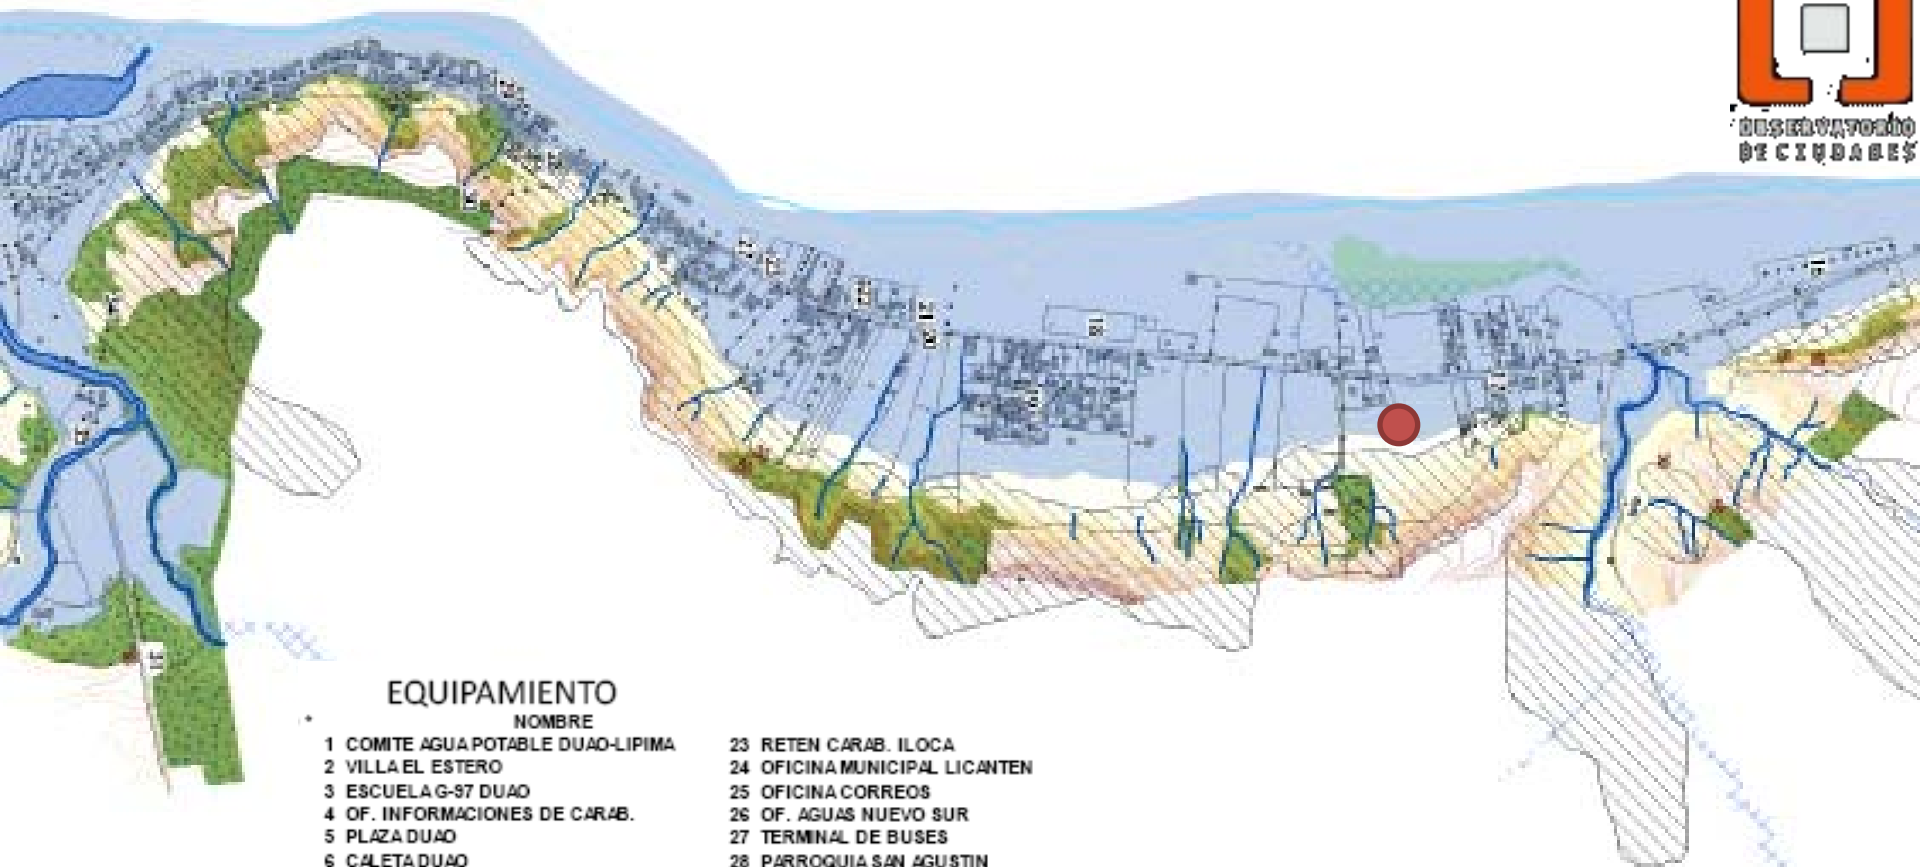 OBSERVATORIO
DE CIUDADES
EQUIPAMIENTO
NOMBRE
1 COMITE AGUA POTABLE DUAO-LIPIMA
2 VILLA EL ESTERO
3 ESCUELA G-97 DUAO
4 OF. INFORMACIONES DE CARAB.
5 PLAZA DUAO
6 CALETA DUAO
23 RETEN CARAB. ILOCA
24 OFICINA MUNICIPAL LICANTEN
25 OFICINA CORREOS
26 OF. AGUAS NUEVO SUR
27 TERMINAL DE BUSES
28 PARROQUIA SAN AGUSTIN